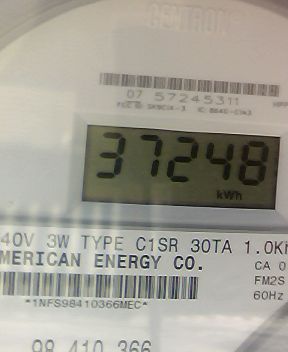 CENTRON®
07 57245311
37248
kWh
40V 3W TYPE C1SR 30TA 1.0K
MERICAN ENERGY CO.
CA 0
FM2S
60Hz
*1NFS98410366MEC*
98 410 366